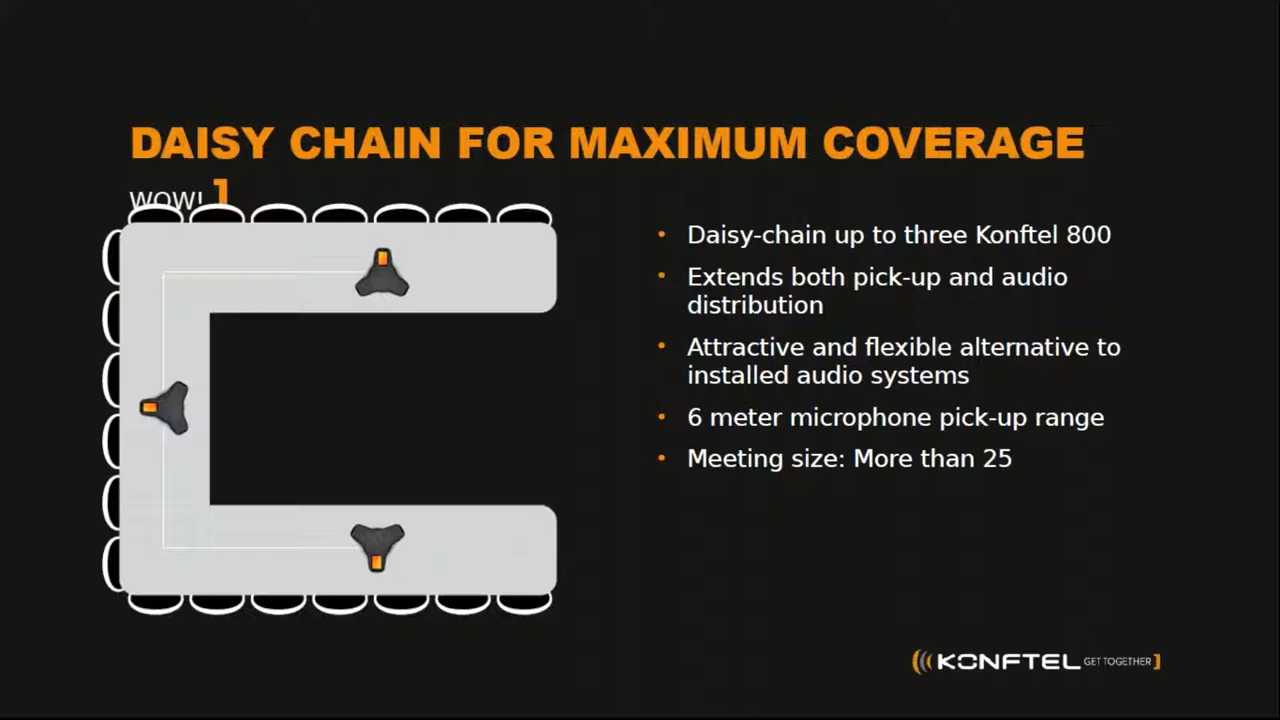 DAISY CHAIN FOR MAXIMUM COVERAGE
WOW! ]
• Daisy-chain up to three Konftel 800
• Extends both pick-up and audio
distribution
• Attractive and flexible alternative to
installed audio systems
• 6 meter microphone pick-up range
• Meeting size: More than 25
KONFTEL GET TOGETHER ]